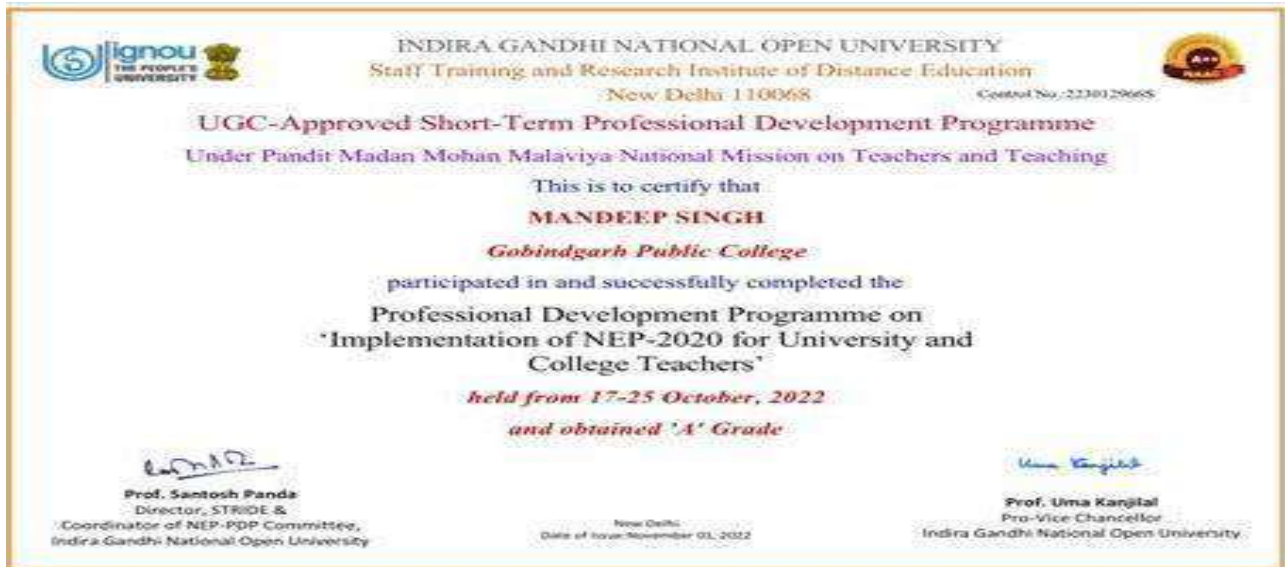 ignou
THE PEOPLE'S
UNIVERSITY
INDIRA GANDHI NATIONAL OPEN UNIVERSITY
Staff Training and Research Institute of Distance Education
New Delhi 110068
A++
NAAC
Control No.:
UGC-Approved Short-Term Professional Development Programme
Under Pandit Madan Mohan Malaviya National Mission on Teachers and Teaching
This is to certify that
MANDEEP SINGH
Gobindgarh Public College
participated in and successfully completed the
Professional Development Programme on
'Implementation of NEP-2020 for University and
College Teachers'
held from 17-25 October, 2022
and obtained 'A' Grade
Prof. Santosh Panda
Director, STRIDE &
Coordinator of NEP-PDP Committee,
Indira Gandhi National Open University
New Delhi
Date of Issue:November 01, 2022
Uma Kanjilal
Prof. Uma Kanjilal
Pro-Vice Chancellor
Indira Gandhi National Open University